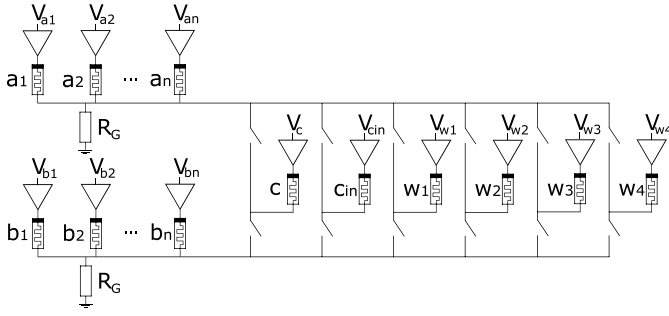 Va1 Va2 Van
a1 a2 ... an
RG
Vc Vcin Vw1 Vw2 Vw3 Vw4
c cin w1 w2 w3 w4
Vb1 Vb2 Vbn
b1 b2 ... bn
RG